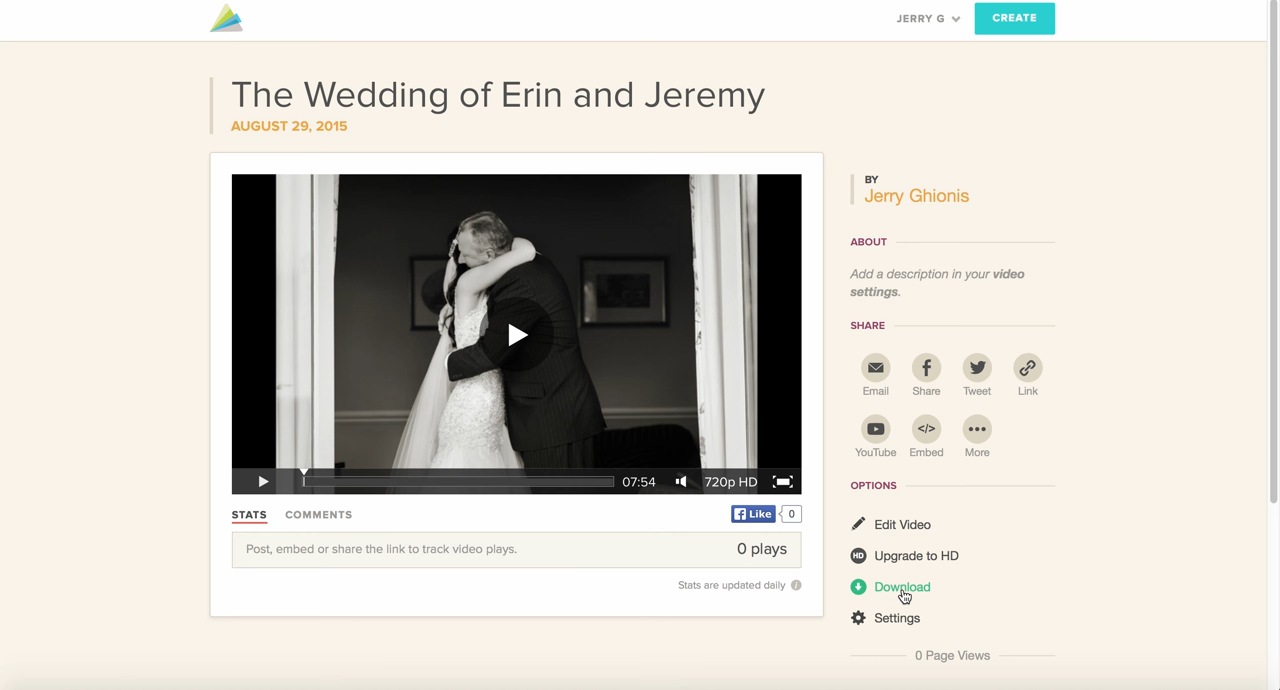 JERRY G
CREATE
The Wedding of Erin and Jeremy
AUGUST 29, 2015
BY
Jerry Ghionis
ABOUT
Add a description in your video
settings.
SHARE
Email Share Tweet Link
</>
YouTube Embed More
OPTIONS
Edit Video
HD Upgrade to HD
Download
Settings
0 Page Views
07:54 720p HD
STATS COMMENTS
Like 0
Post, embed or share the link to track video plays. 0 plays
Stats are updated daily i